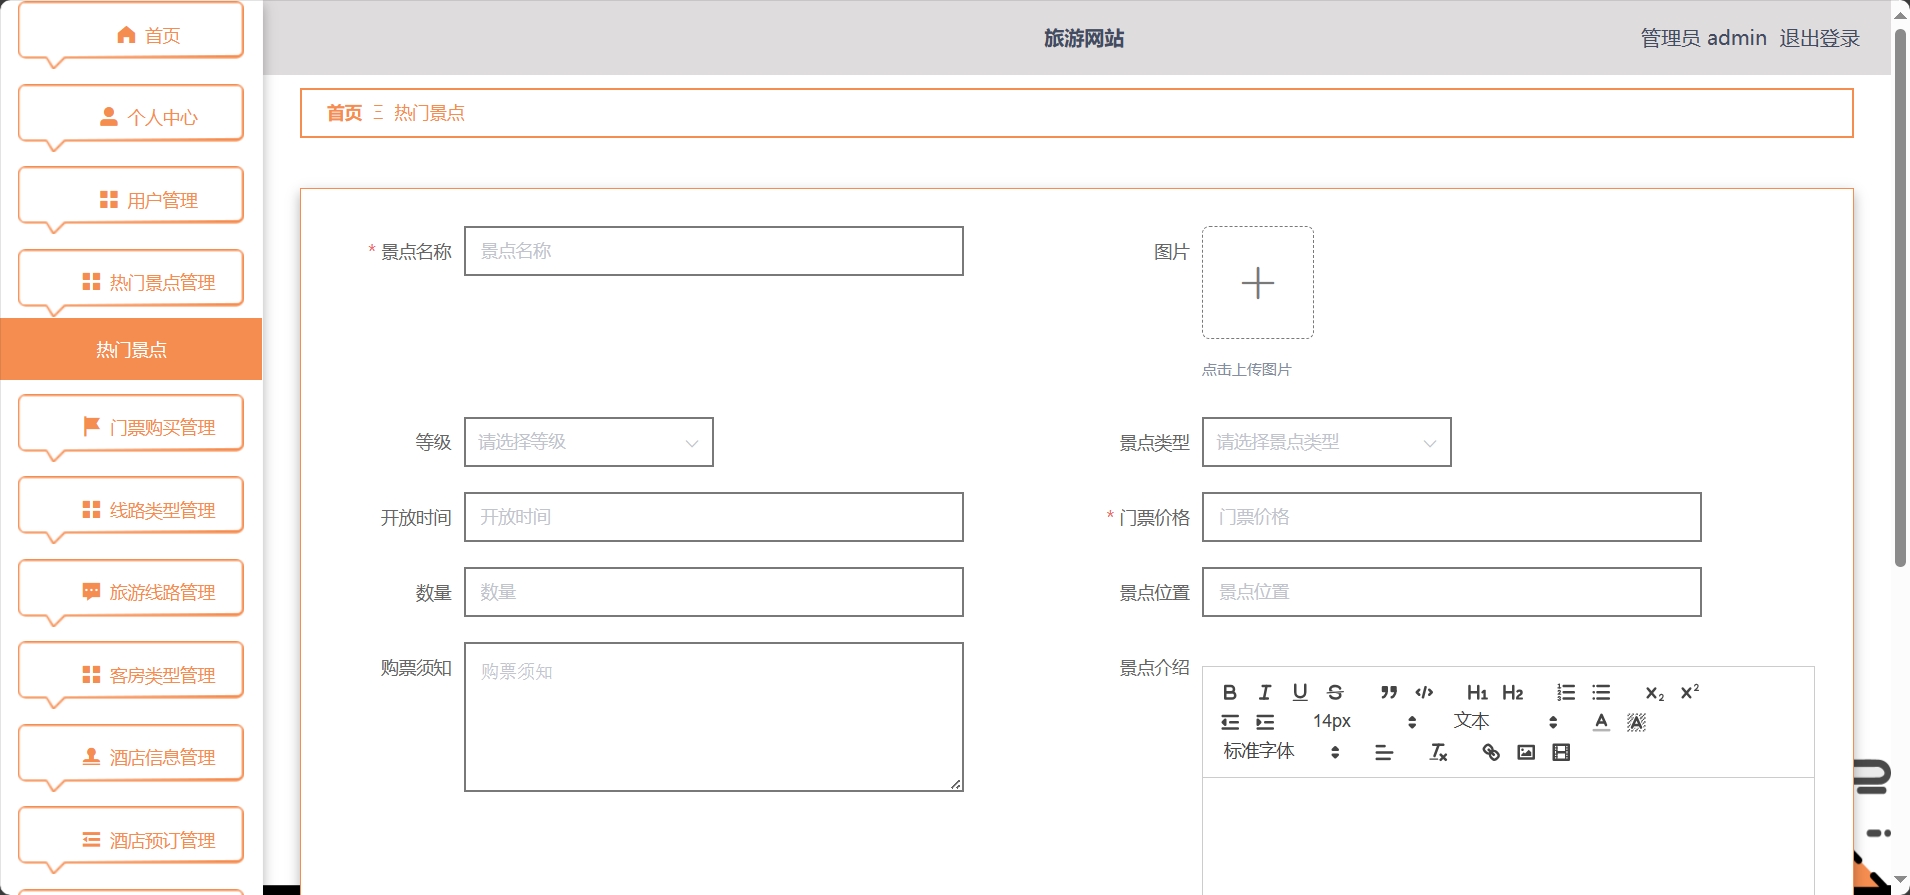 旅游网站
管理员 admin 退出登录
首页
个人中心
用户管理
热门景点管理
热门景点
门票购买管理
线路类型管理
旅游线路管理
客房类型管理
酒店信息管理
酒店预订管理
首页 Ξ 热门景点
* 景点名称 景点名称
图片
点击上传图片
等级 请选择等级
景点类型 请选择景点类型
开放时间 开放时间
* 门票价格 门票价格
数量 数量
景点位置 景点位置
购票须知 购票须知
景点介绍
B I U S H1 H2 X2 X2
14px 文本 A A
标准字体 Tx